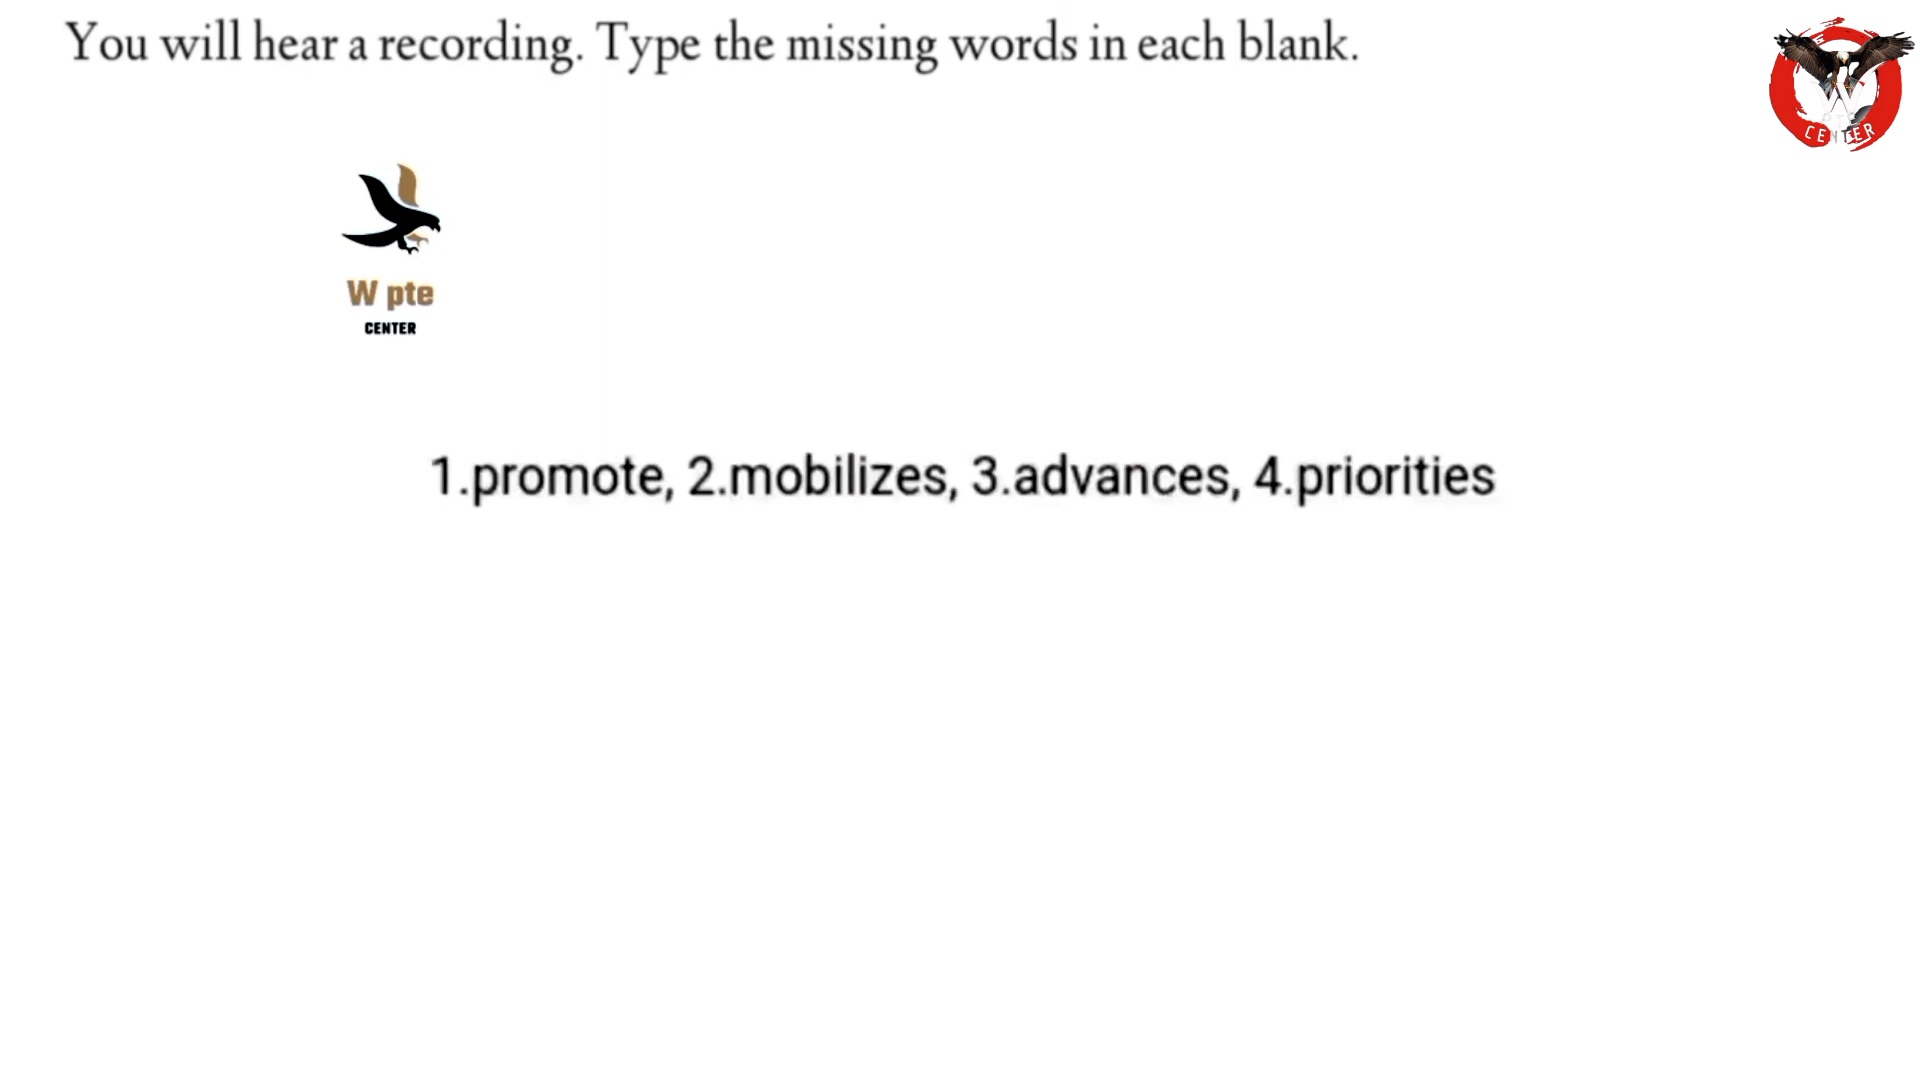 You will hear a recording. Type the missing words in each blank.
CENTER
W pte
CENTER
1.promote, 2.mobilizes, 3.advances, 4.priorities